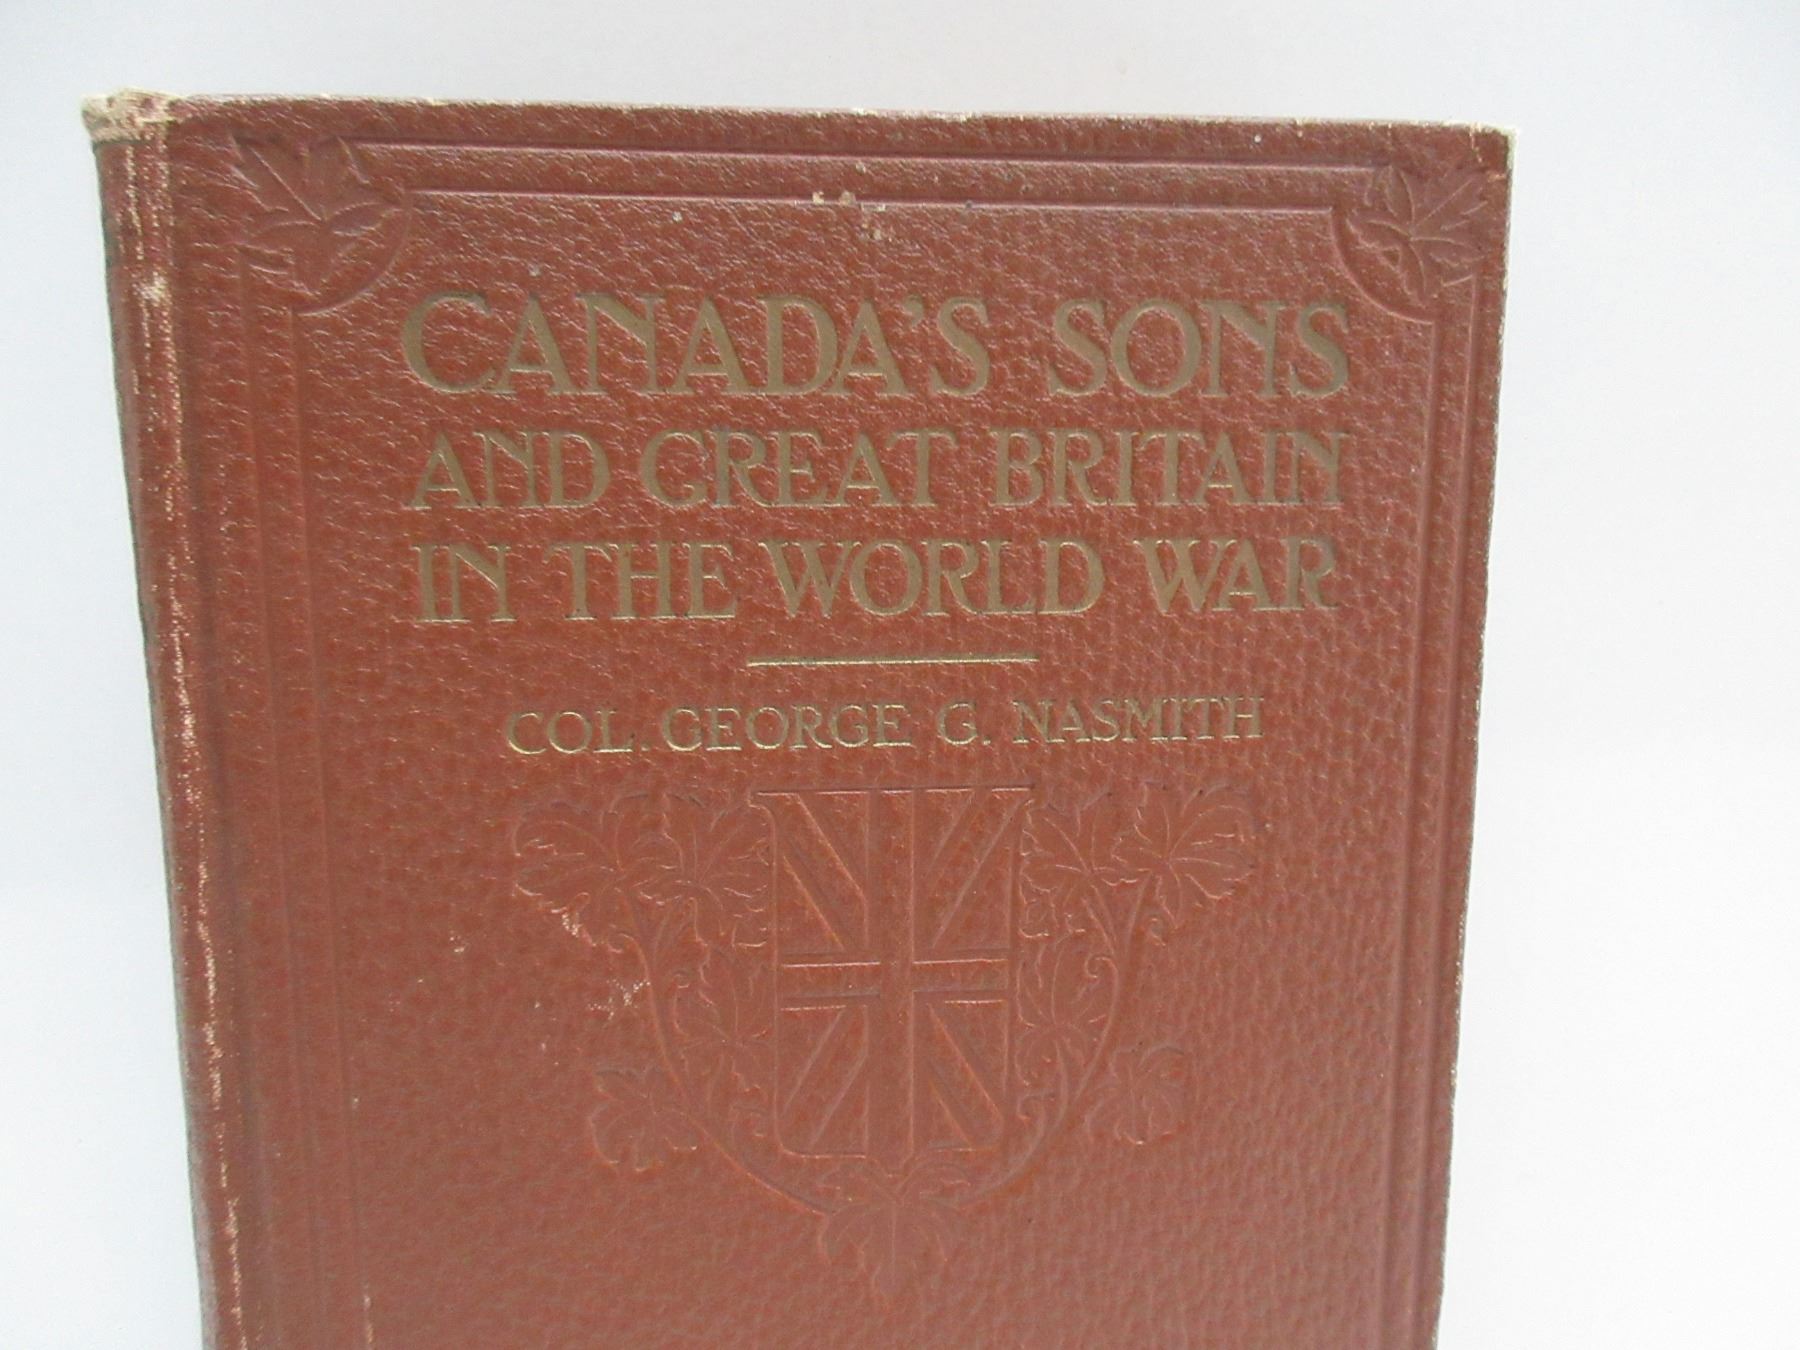 CANADA'S SONS
AND GREAT BRITAIN
IN THE WORLD WAR
COL. GEORGE G. NASMITH